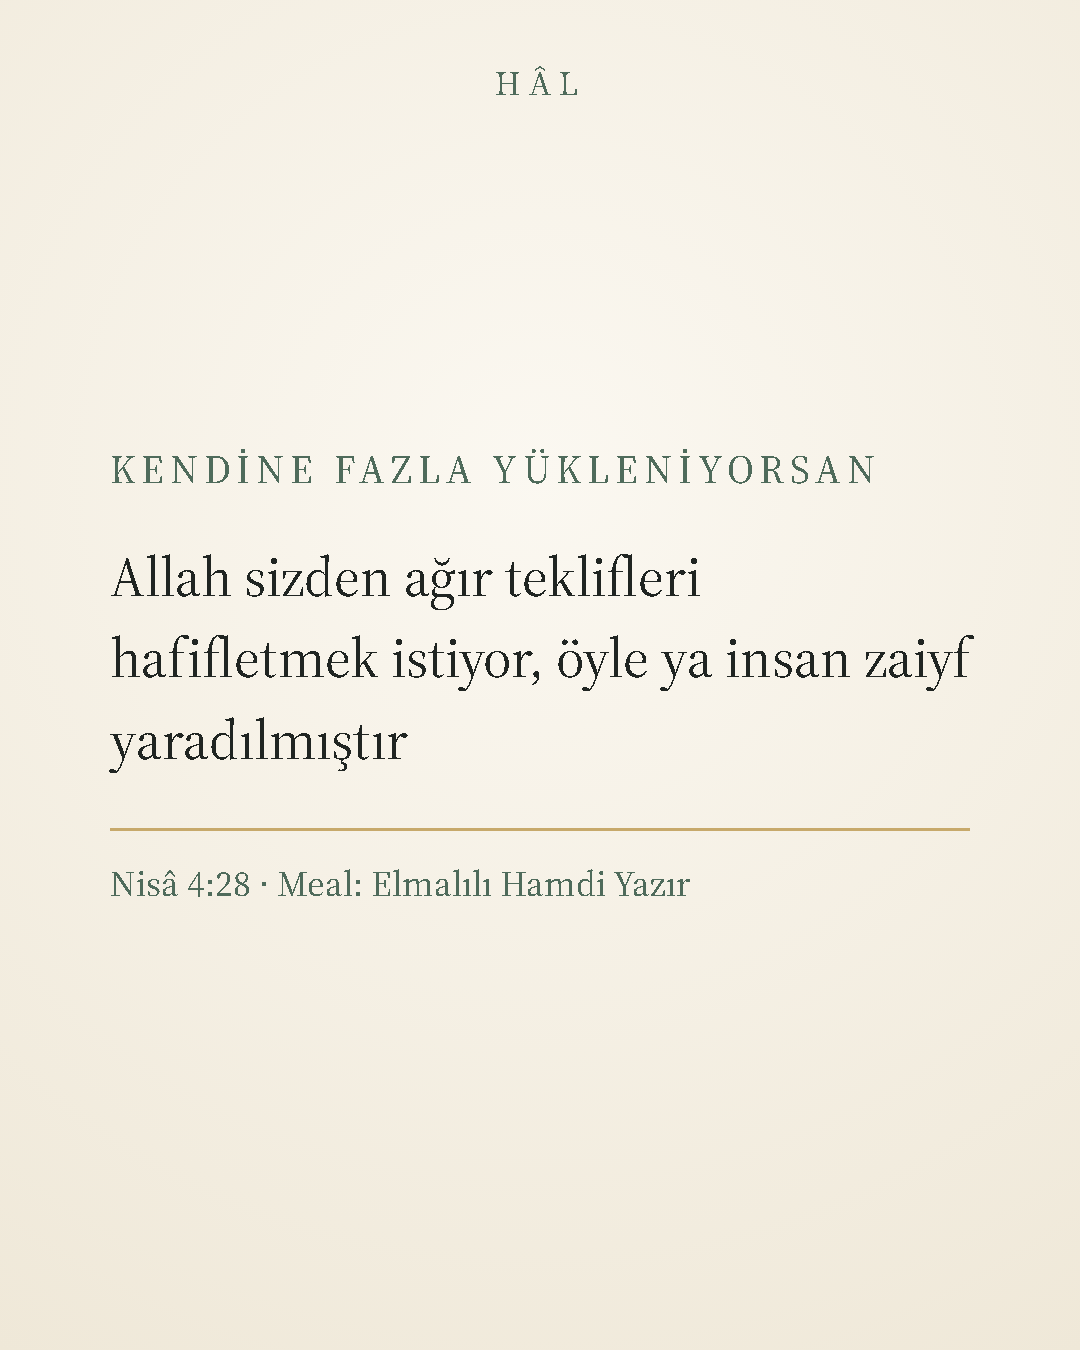 HÂL
KENDİNE FAZLA YÜKLENİYORSAN
Allah sizden ağır teklifleri
hafifletmek istiyor, öyle ya insan zaiyf
yaradılmıştır
Nisâ 4:28 · Meal: Elmalılı Hamdi Yazır